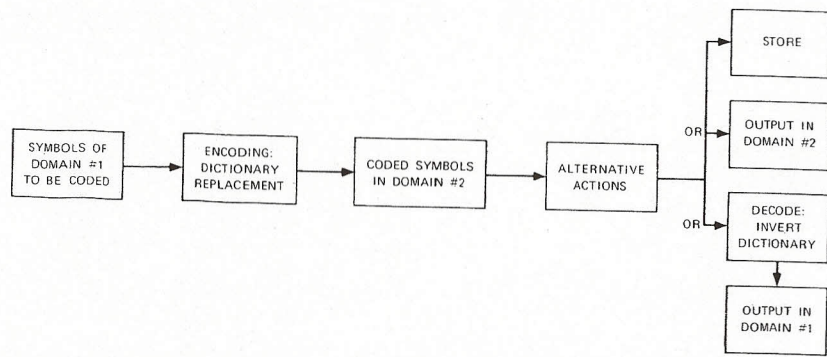 SYMBOLS OF
DOMAIN #1
TO BE CODED
ENCODING:
DICTIONARY
REPLACEMENT
CODED SYMBOLS
IN DOMAIN #2
ALTERNATIVE
ACTIONS
STORE
OR
OUTPUT IN
DOMAIN #2
OR
DECODE:
INVERT
DICTIONARY
OUTPUT IN
DOMAIN #1